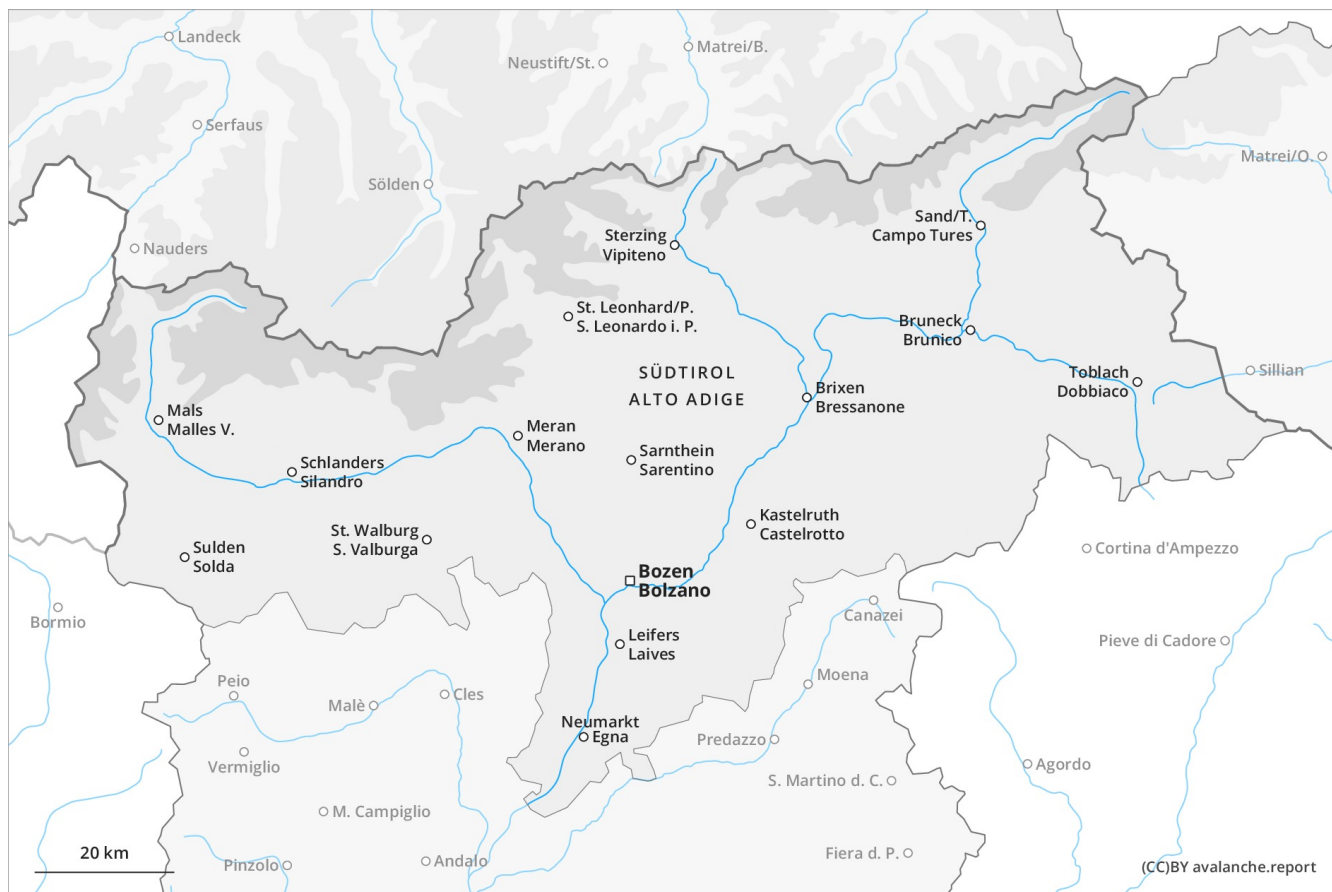 Landeck
Matrei/B.
Neustift/St.
Serfaus
Matrei/O.
Sölden
Sand/T.
Campo Tures
Sterzing
Vipiteno
Nauders
St. Leonhard/P.
S. Leonardo i. P.
Bruneck
Brunico
SÜDTIROL
ALTO ADIGE
Toblach
Dobbiaco
Sillian
Brixen
Bressanone
Mals
Malles V.
Meran
Merano
Sarnthein
Sarentino
Schlanders
Silandro
Kastelruth
Castelrotto
St. Walburg
S. Valburga
Sulden
Solda
Cortina d'Ampezzo
Bozen
Bolzano
Bormio
Canazei
Leifers
Laives
Pieve di Cadore
Peio
Moena
Malè
Cles
Neumarkt
Egna
Predazzo
Vermiglio
Agordo
S. Martino d. C.
M. Campiglio
20 km
Pinzolo
Andalo
Fiera d. P.
(CC)BY avalanche.report